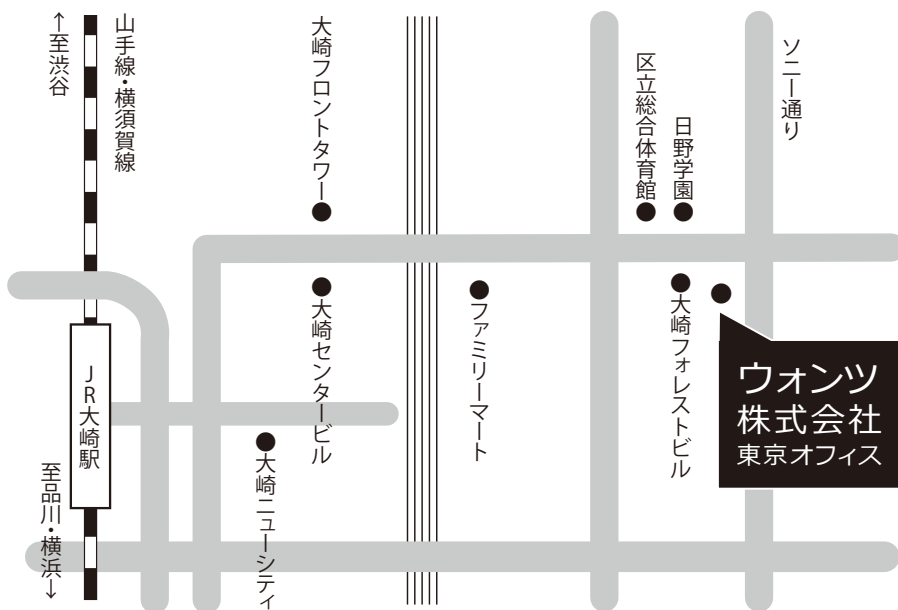 ↑至渋谷
山手線・横須賀線
大崎フロントタワー
区立総合体育館
日野学園
ソニー通り
JR大崎駅
至品川・横浜↓
大崎センタービル
大崎ニューシティ
ファミリーマート
大崎フォレストビル
ウォンツ
株式会社
東京オフィス